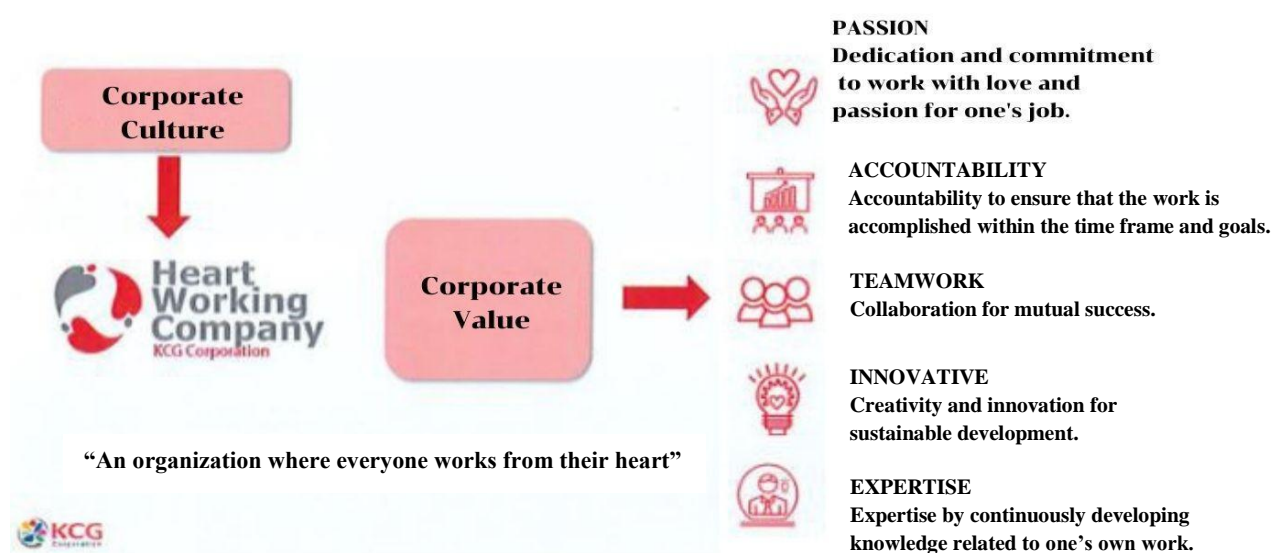 Corporate
Culture
Heart
Working
Company
KCG Corporation
Corporate
Value
“An organization where everyone works from their heart”
KCG
Corporation
PASSION
Dedication and commitment
to work with love and
passion for one's job.
ACCOUNTABILITY
Accountability to ensure that the work is
accomplished within the time frame and goals.
TEAMWORK
Collaboration for mutual success.
INNOVATIVE
Creativity and innovation for
sustainable development.
EXPERTISE
Expertise by continuously developing
knowledge related to one’s own work.